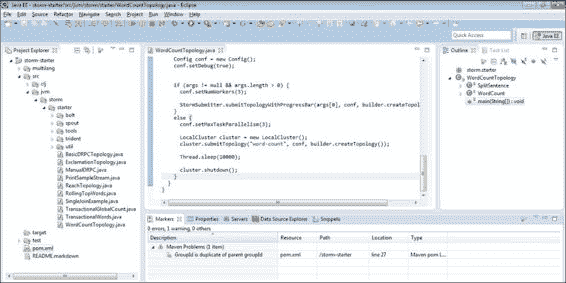 Java EE - storm-starter/src/jvm/storm/starter/WordCountTopology.java - Eclipse
File Edit Source Refactor Navigate Search Project Run Window Help
Quick Access
Java EE
Project Explorer
storm-starter
multilang
src
clj
jvm
storm
starter
bolt
spout
tools
trident
util
BasicDRPCTopology.java
ExclamationTopology.java
ManualDRPC.java
PrintSampleStream.java
ReachTopology.java
RollingTopWords.java
SingleJoinExample.java
TransactionalGlobalCount.java
TransactionalWords.java
WordCountTopology.java
target
test
pom.xml
README.markdown
WordCountTopology.java
Config conf = new Config();
conf.setDebug(true);
if (args != null && args.length > 0) {
conf.setNumWorkers(3);
StormSubmitter.submitTopologyWithProgressBar(args[0], conf, builder.createTopolo
}
else {
conf.setMaxTaskParallelism(3);
LocalCluster cluster = new LocalCluster();
cluster.submitTopology("word-count", conf, builder.createTopology());
Thread.sleep(10000);
cluster.shutdown();
}
}
}
Outline
Task List
storm.starter
WordCountTopology
SplitSentence
WordCount
main(String[]) : void
Markers Properties Servers Data Source Explorer Snippets
0 errors, 1 warning, 0 others
Description Resource Path Location Type
Maven Problems (1 item)
GroupId is duplicate of parent groupId pom.xml /storm-starter line 27 Maven pom L...